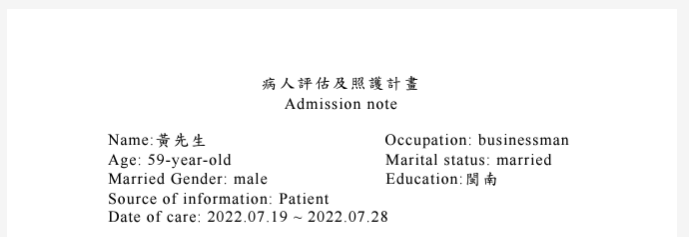 病人評估及照護計畫
Admission note
Name:黃先生 Occupation: businessman
Age: 59-year-old Marital status: married
Married Gender: male Education:閩南
Source of information: Patient
Date of care: 2022.07.19 ~ 2022.07.28